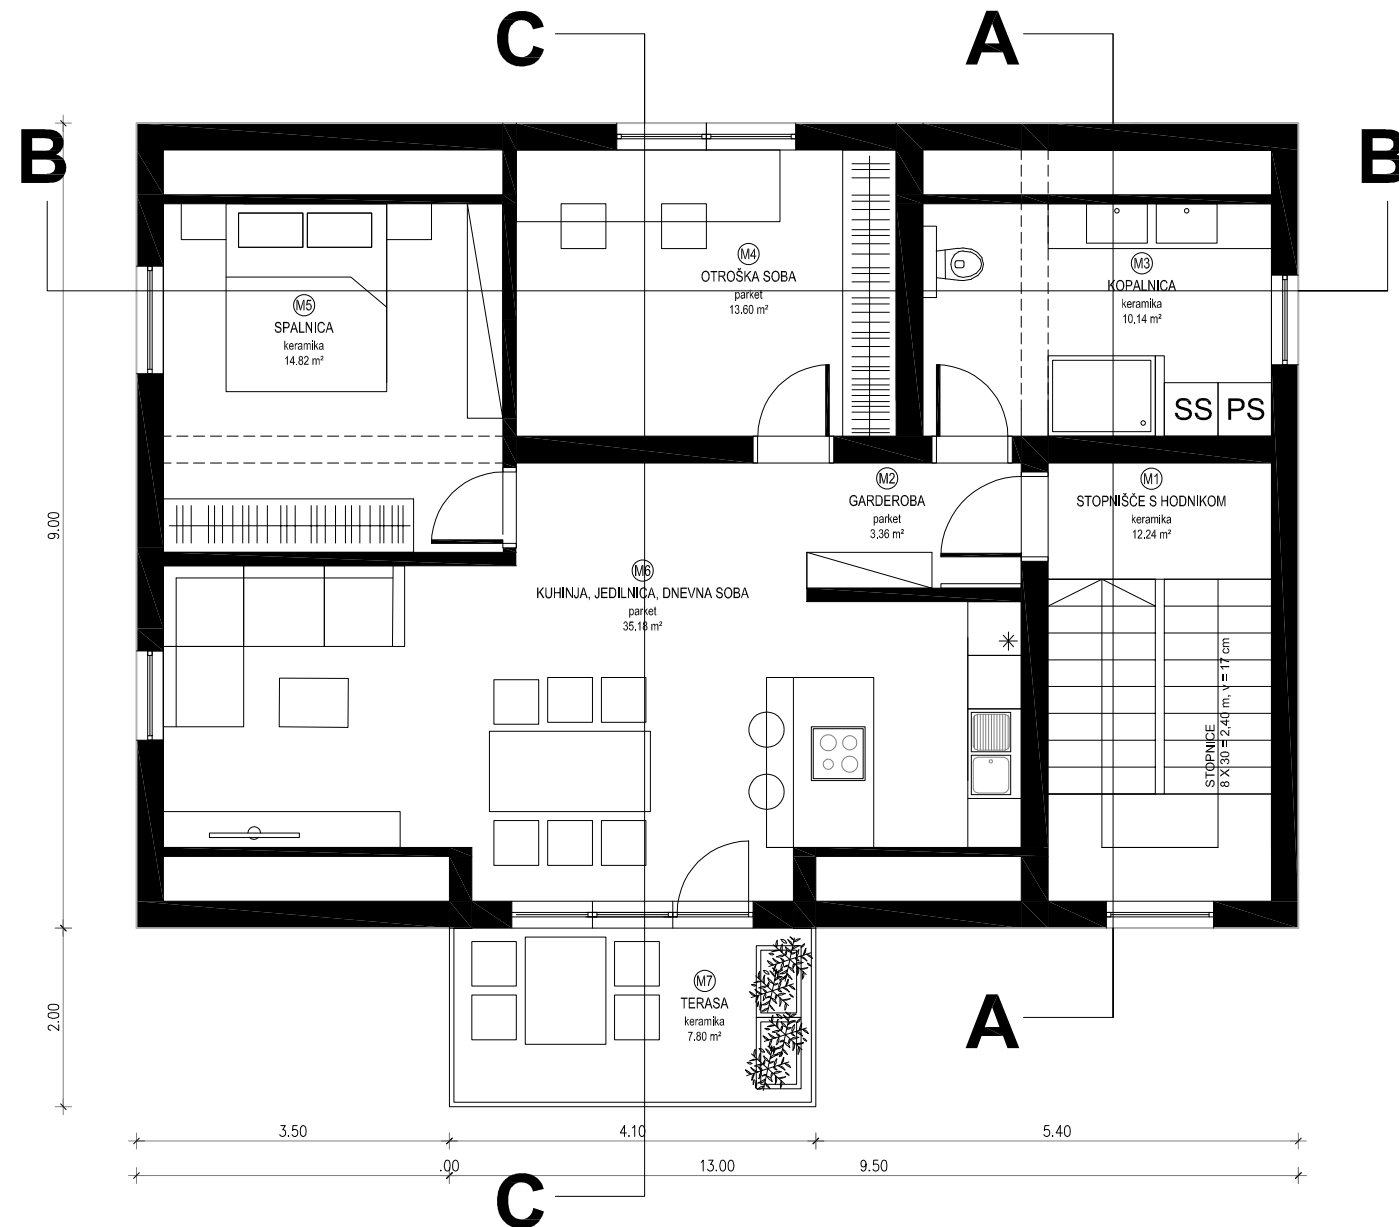 C
A
B
B
M4
OTROŠKA SOBA
parket
13.60 m²
M3
KOPALNICA
keramika
10,14 m²
M5
SPALNICA
keramika
14.82 m²
SS
PS
M2
GARDEROBA
parket
3,36 m²
M1
STOPNIŠČE S HODNIKOM
keramika
12.24 m²
9.00
M6
KUHINJA, JEDILNICA, DNEVNA SOBA
parket
35,18 m²
STOPNICE
8 X 30 = 2,40 m, v = 17 cm
M7
TERASA
keramika
7.80 m²
2.00
A
3.50
4.10
5.40
.00
13.00
9.50
C